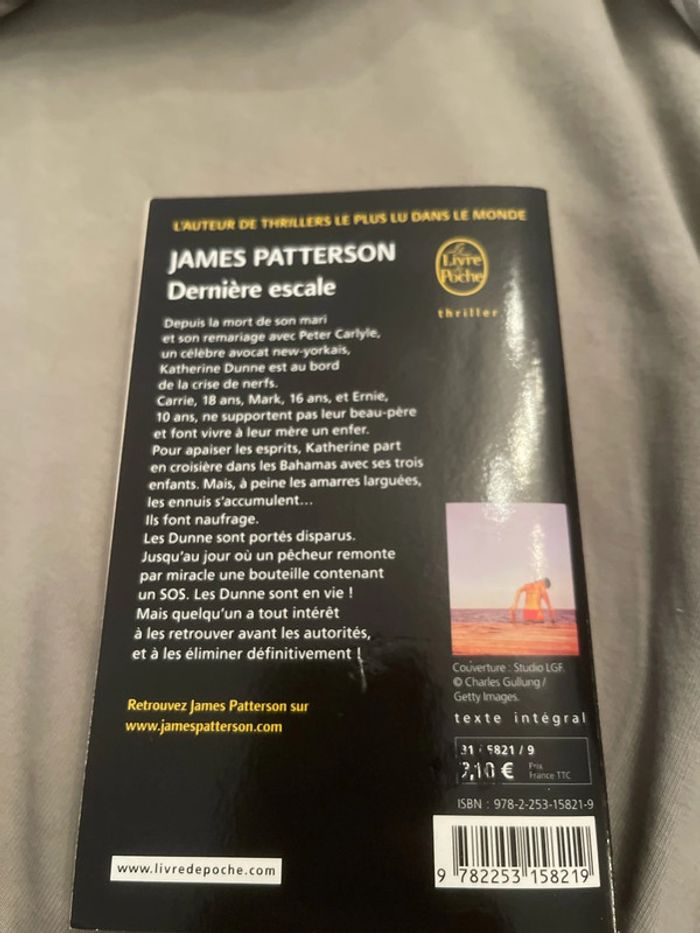 L'AUTEUR DE THRILLERS LE PLUS LU DANS LE MONDE
JAMES PATTERSON
Dernière escale
Le
Livre
de
Poche
thriller
Depuis la mort de son mari
et son remariage avec Peter Carlyle,
un célèbre avocat new-yorkais,
Katherine Dunne est au bord
de la crise de nerfs.
Carrie, 18 ans, Mark, 16 ans, et Ernie,
10 ans, ne supportent pas leur beau-père
et font vivre à leur mère un enfer.
Pour apaiser les esprits, Katherine part
en croisière dans les Bahamas avec ses trois
enfants. Mais, à peine les amarres larguées,
les ennuis s'accumulent...
Ils font naufrage.
Les Dunne sont portés disparus.
Jusqu'au jour où un pêcheur remonte
par miracle une bouteille contenant
un SOS. Les Dunne sont en vie !
Mais quelqu'un a tout intérêt
à les retrouver avant les autorités,
et à les éliminer définitivement !
Retrouvez James Patterson sur
www.jamespatterson.com
Couverture : Studio LGF.
© Charles Gullung /
Getty Images.
texte intégral
31 / 5821 / 9
€ Prix
France TTC
ISBN : 978-2-253-15821-9
www.livredepoche.com
9 782253 158219